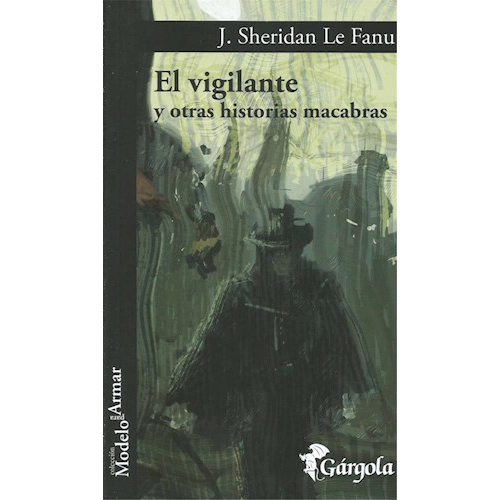 J. Sheridan Le Fanu
El vigilante
y otras historias macabras
colección
Modelo para Armar
Gárgola